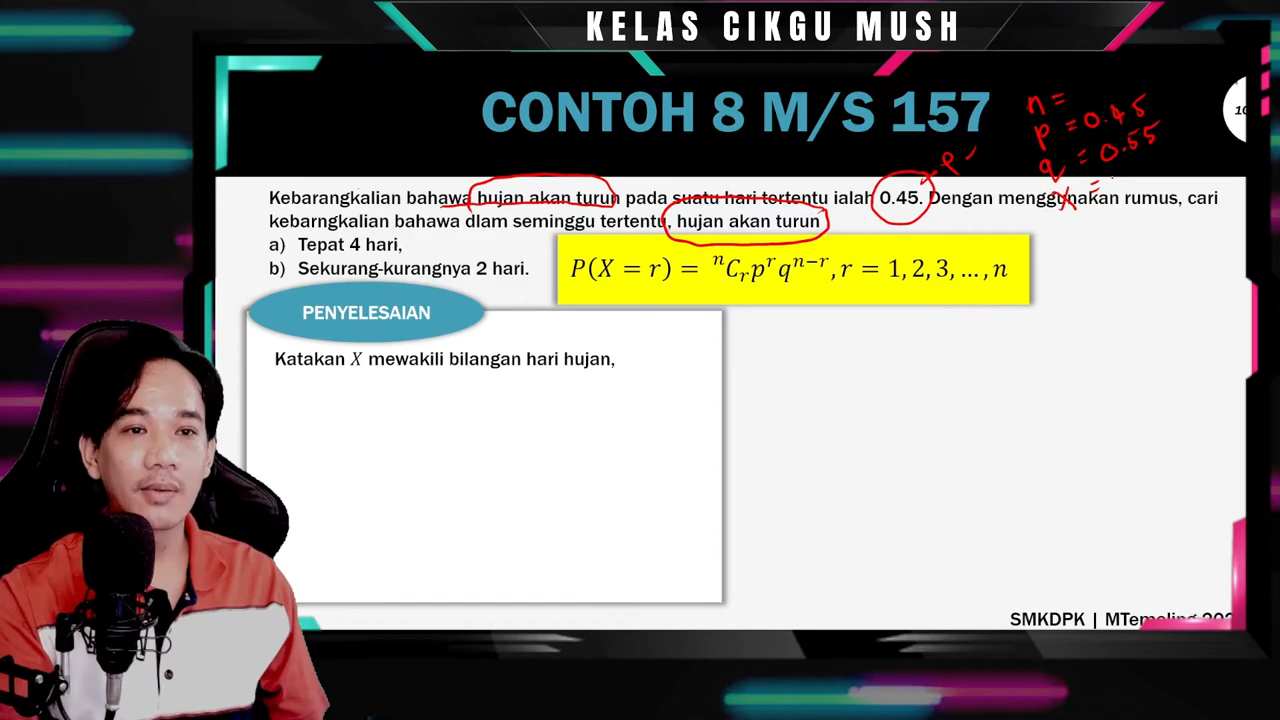 KELAS CIKGU MUSH
CONTOH 8 M/S 157
10
n =
p = 0.45
q = 0.55
X =
p
Kebarangkalian bahawa hujan akan turun pada suatu hari tertentu ialah 0.45. Dengan menggunakan rumus, cari
kebarngkalian bahawa dlam seminggu tertentu, hujan akan turun
a) Tepat 4 hari,
b) Sekurang-kurangnya 2 hari.
P(X = r) = ⁿCᵣpʳqⁿ⁻ʳ, r = 1, 2, 3, ..., n
PENYELESAIAN
Katakan X mewakili bilangan hari hujan,
SMKDPK | MTemeling